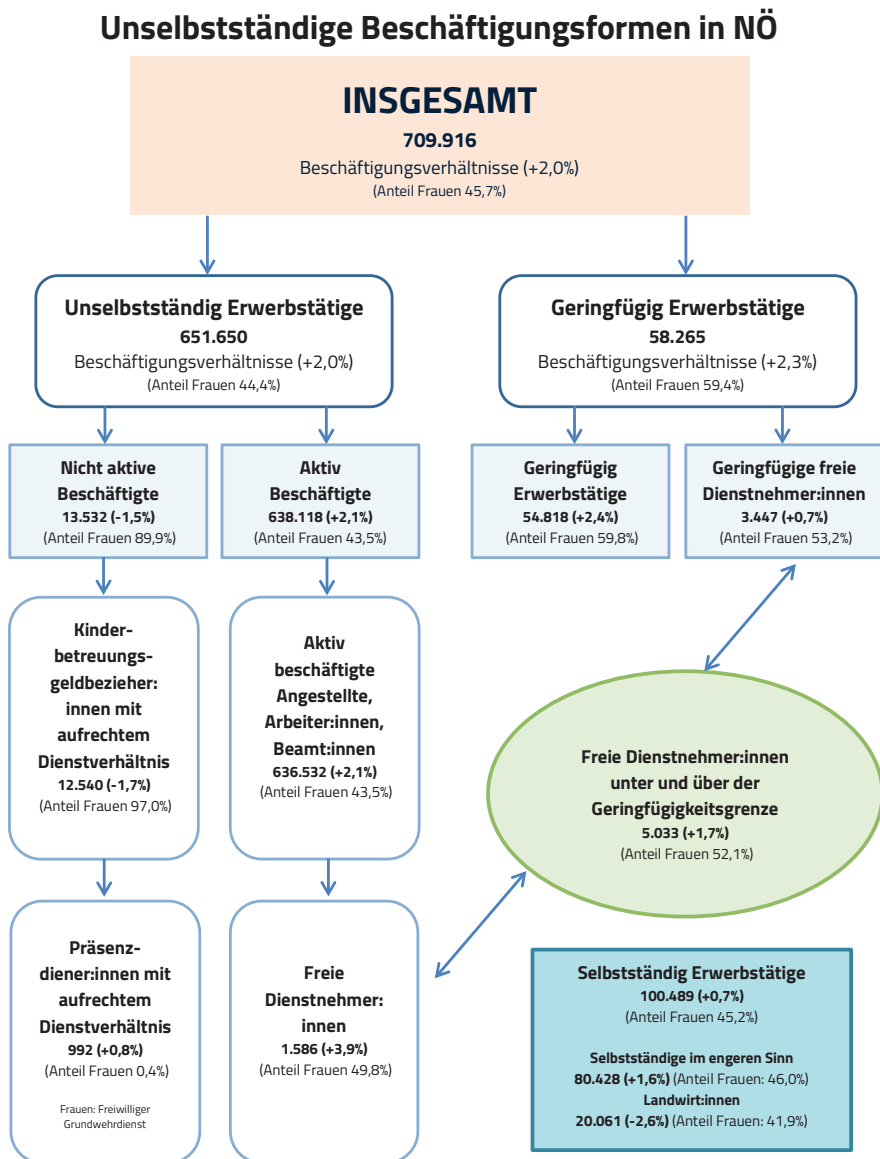 Unselbstständige Beschäftigungsformen in NÖ
INSGESAMT
709.916
Beschäftigungsverhältnisse (+2,0%)
(Anteil Frauen 45,7%)
Unselbstständig Erwerbstätige
651.650
Beschäftigungsverhältnisse (+2,0%)
(Anteil Frauen 44,4%)
Geringfügig Erwerbstätige
58.265
Beschäftigungsverhältnisse (+2,3%)
(Anteil Frauen 59,4%)
Nicht aktive
Beschäftigte
13.532 (-1,5%)
(Anteil Frauen 89,9%)
Aktiv
Beschäftigte
638.118 (+2,1%)
(Anteil Frauen 43,5%)
Geringfügig
Erwerbstätige
54.818 (+2,4%)
(Anteil Frauen 59,8%)
Geringfügige freie
Dienstnehmer:innen
3.447 (+0,7%)
(Anteil Frauen 53,2%)
Kinder-
betreuungs-
geldbezieher:
innen mit
aufrechtem
Dienstverhältnis
12.540 (-1,7%)
(Anteil Frauen 97,0%)
Aktiv
beschäftigte
Angestellte,
Arbeiter:innen,
Beamt:innen
636.532 (+2,1%)
(Anteil Frauen 43,5%)
Freie Dienstnehmer:innen
unter und über der
Geringfügigkeitsgrenze
5.033 (+1,7%)
(Anteil Frauen 52,1%)
Präsenz-
diener:innen mit
aufrechtem
Dienstverhältnis
992 (+0,8%)
(Anteil Frauen 0,4%)
Frauen: Freiwilliger
Grundwehrdienst
Freie
Dienstnehmer:
innen
1.586 (+3,9%)
(Anteil Frauen 49,8%)
Selbstständig Erwerbstätige
100.489 (+0,7%)
(Anteil Frauen 45,2%)
Selbstständige im engeren Sinn
80.428 (+1,6%) (Anteil Frauen: 46,0%)
Landwirt:innen
20.061 (-2,6%) (Anteil Frauen: 41,9%)